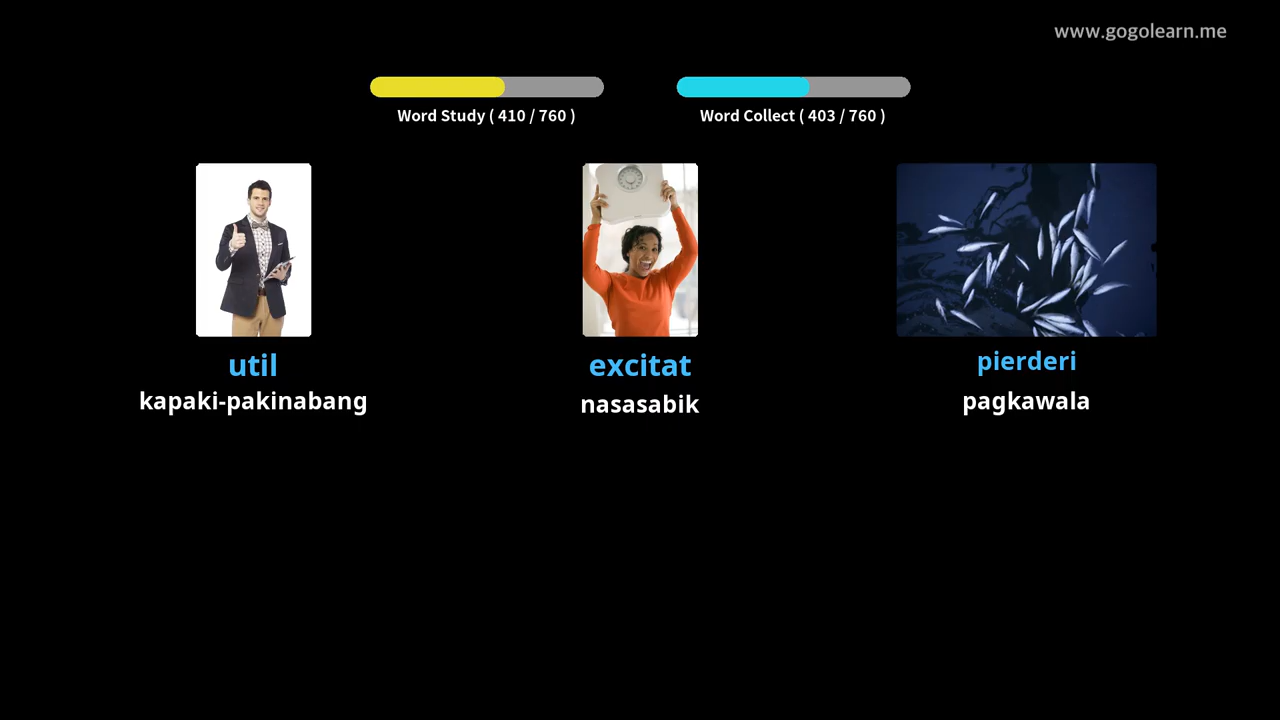 www.gogolearn.me
Word Study ( 410 / 760 )
Word Collect ( 403 / 760 )
util
kapaki-pakinabang
excitat
nasasabik
pierderi
pagkawala